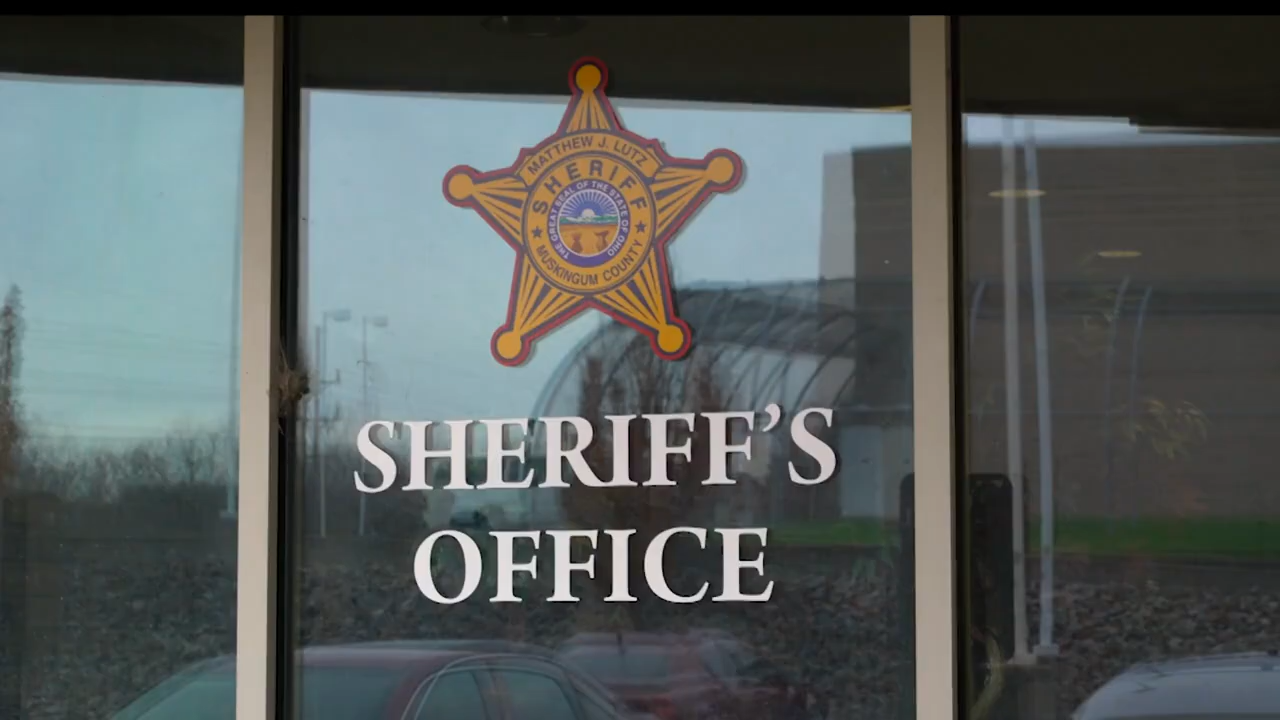 MATTHEW J. LUTZ
SHERIFF
THE GREAT SEAL OF THE STATE OF OHIO
MUSKINGUM COUNTY
SHERIFF’S
OFFICE